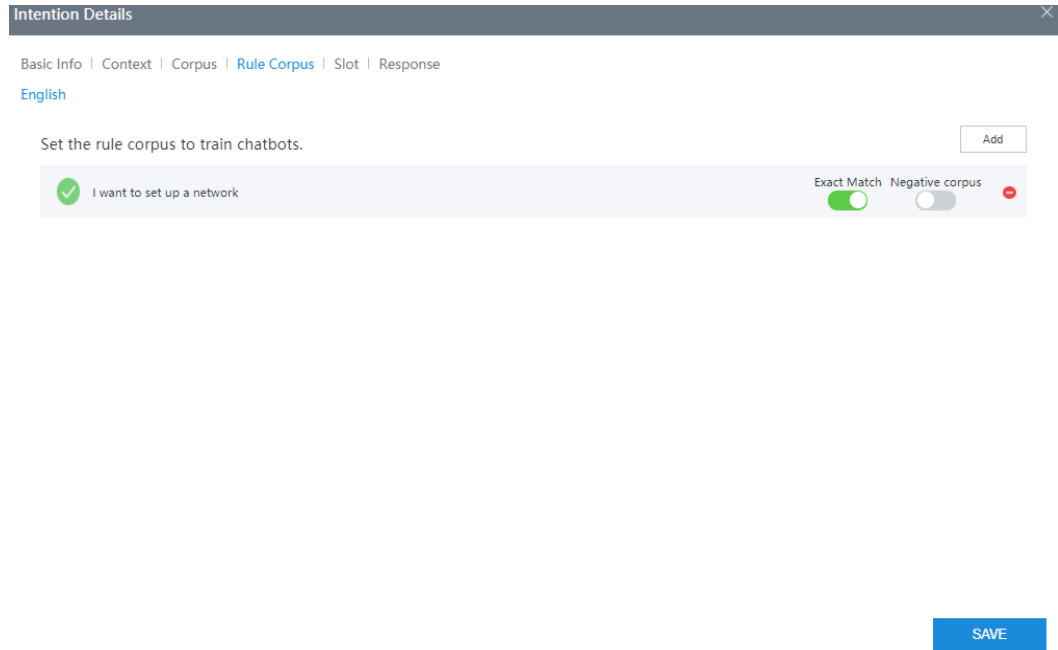 Intention Details
Basic Info | Context | Corpus | Rule Corpus | Slot | Response
English
Set the rule corpus to train chatbots.
Add
I want to set up a network
Exact Match Negative corpus
SAVE